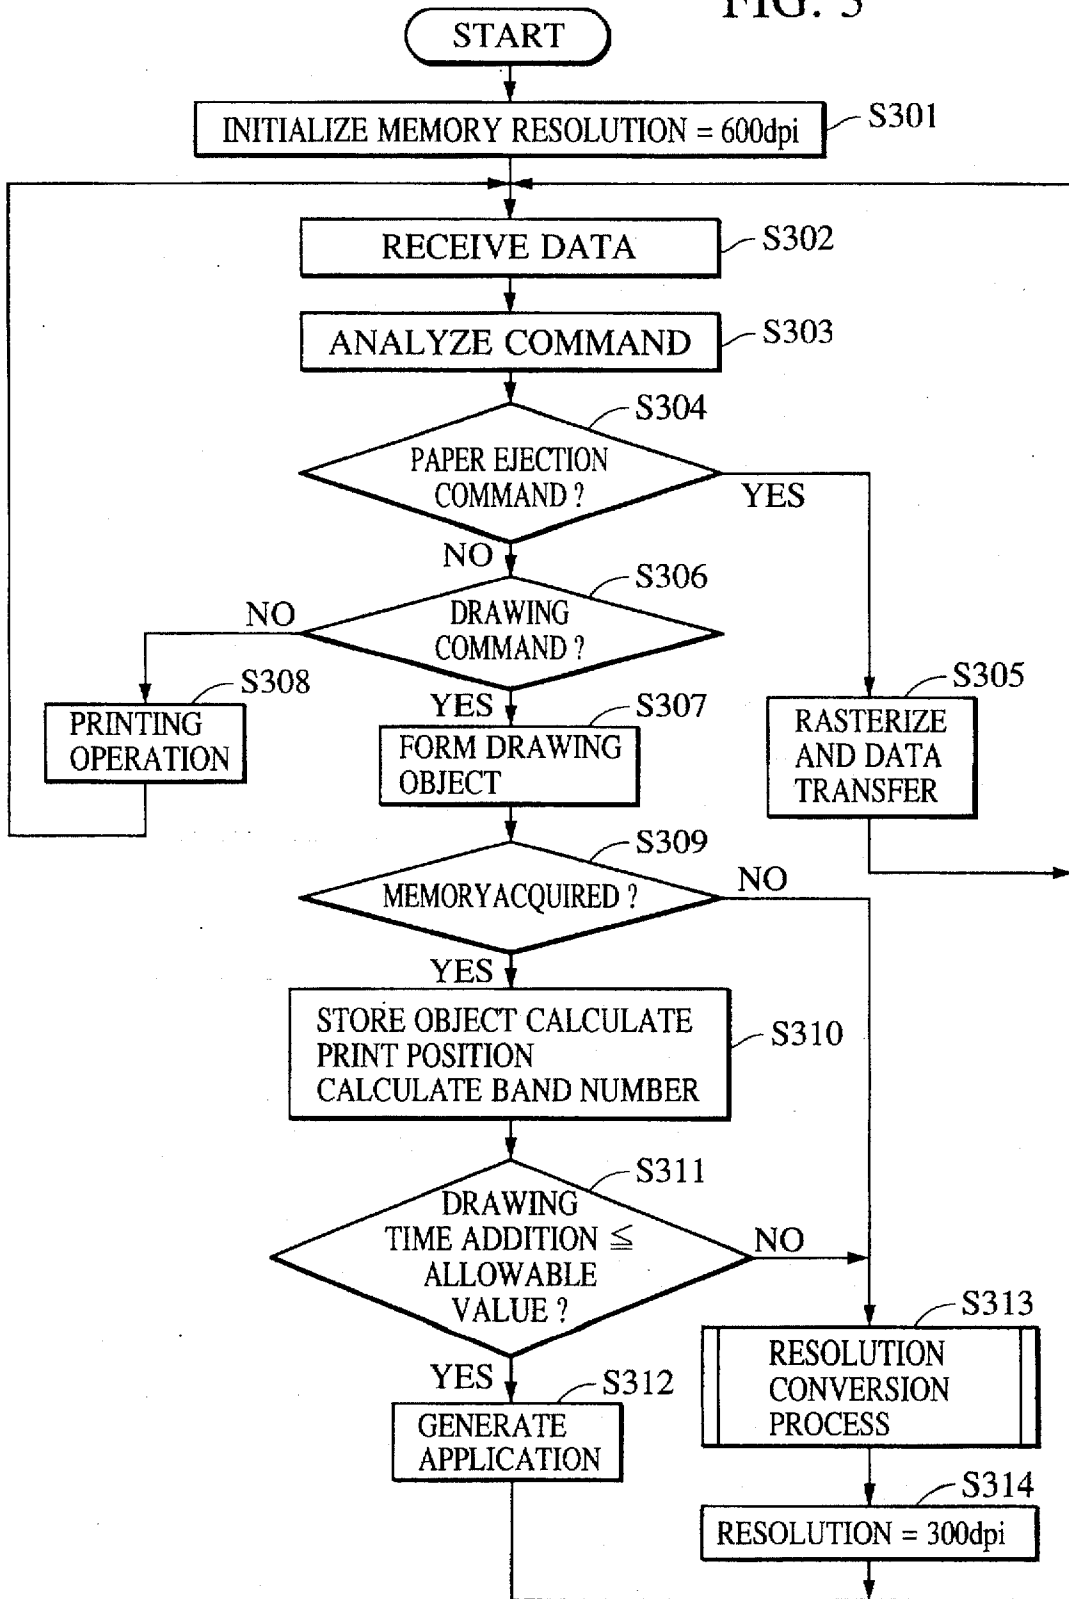 FIG. 3
START
INITIALIZE MEMORY RESOLUTION = 600dpi
S301
RECEIVE DATA
S302
ANALYZE COMMAND
S303
S304
PAPER EJECTION
COMMAND ?
YES
NO
S306
DRAWING
COMMAND ?
NO
S308
PRINTING
OPERATION
YES
S307
FORM DRAWING
OBJECT
S305
RASTERIZE
AND DATA
TRANSFER
S309
MEMORY ACQUIRED ?
NO
YES
STORE OBJECT CALCULATE
PRINT POSITION
CALCULATE BAND NUMBER
S310
S311
DRAWING
TIME ADDITION ≦
ALLOWABLE
VALUE ?
NO
YES
S312
GENERATE
APPLICATION
S313
RESOLUTION
CONVERSION
PROCESS
S314
RESOLUTION = 300dpi